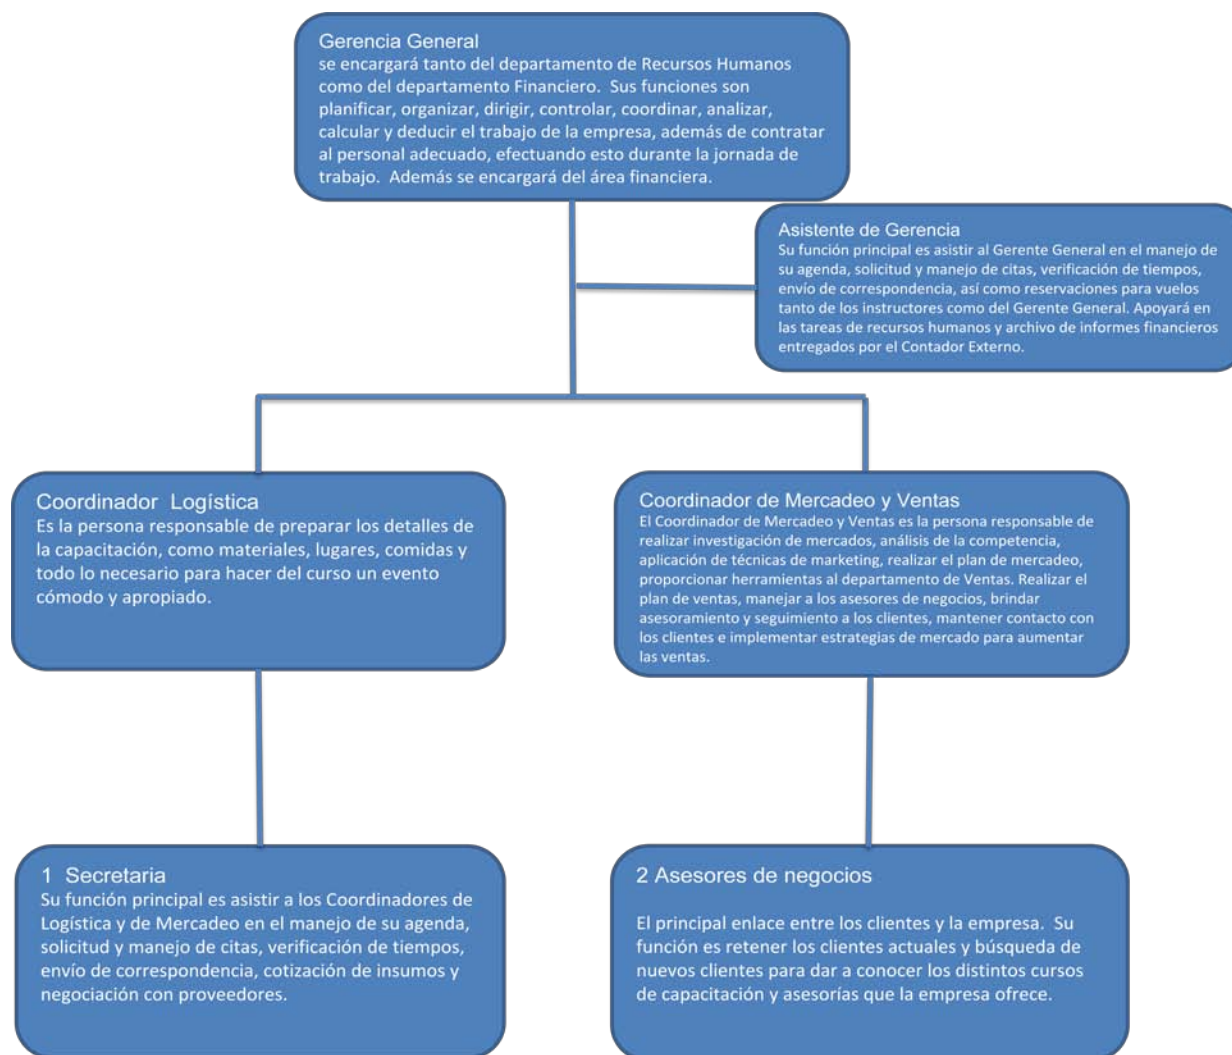 Gerencia General
se encargará tanto del departamento de Recursos Humanos
como del departamento Financiero.  Sus funciones son
planificar, organizar, dirigir, controlar, coordinar, analizar,
calcular y deducir el trabajo de la empresa, además de contratar
al personal adecuado, efectuando esto durante la jornada de
trabajo.  Además se encargará del área financiera.
Asistente de Gerencia
Su función principal es asistir al Gerente General en el manejo de
su agenda, solicitud y manejo de citas, verificación de tiempos,
envío de correspondencia, así como reservaciones para vuelos
tanto de los instructores como del Gerente General. Apoyará en
las tareas de recursos humanos y archivo de informes financieros
entregados por el Contador Externo.
Coordinador  Logística
Es la persona responsable de preparar los detalles de
la capacitación, como materiales, lugares, comidas y
todo lo necesario para hacer del curso un evento
cómodo y apropiado.
Coordinador de Mercadeo y Ventas
El Coordinador de Mercadeo y Ventas es la persona responsable de
realizar investigación de mercados, análisis de la competencia,
aplicación de técnicas de marketing, realizar el plan de mercadeo,
proporcionar herramientas al departamento de Ventas. Realizar el
plan de ventas, manejar a los asesores de negocios, brindar
asesoramiento y seguimiento a los clientes, mantener contacto con
los clientes e implementar estrategias de mercado para aumentar
las ventas.
1  Secretaria
Su función principal es asistir a los Coordinadores de
Logística y de Mercadeo en el manejo de su agenda,
solicitud y manejo de citas, verificación de tiempos,
envío de correspondencia, cotización de insumos y
negociación con proveedores.
2 Asesores de negocios
El principal enlace entre los clientes y la empresa.  Su
función es retener los clientes actuales y búsqueda de
nuevos clientes para dar a conocer los distintos cursos
de capacitación y asesorías que la empresa ofrece.